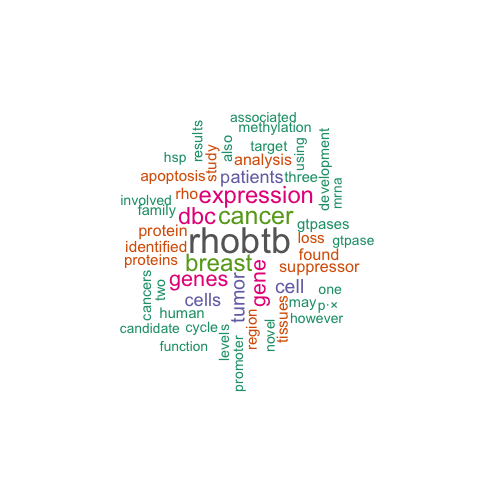 associated
methylation
results
also
target
using
development
hsp
study
analysis
apoptosis
patients
three
mrna
involved
rho
expression
family
dbc
cancer
gtpases
protein
rhobtb
loss
gtpase
identified
found
proteins
breast
suppressor
cancers
two
genes
tumor
gene
cell
one
cells
tissues
may
p·×
human
region
however
candidate
cycle
levels
novel
function
promoter